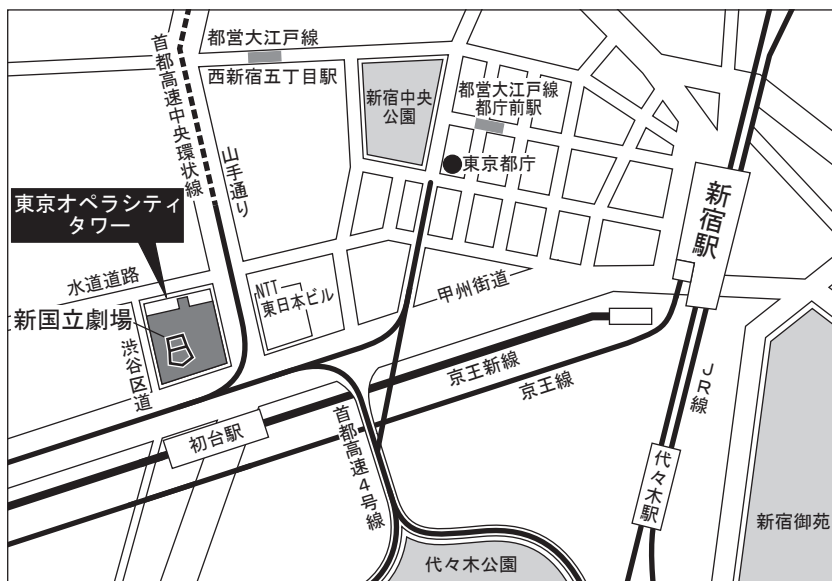 都営大江戸線
西新宿五丁目駅
首都高速中央環状線
山手通り
新宿中央
公園
都営大江戸線
都庁前駅
東京都庁
新宿駅
東京オペラシティ
タワー
水道道路
NTT
東日本ビル
甲州街道
新国立劇場
渋谷区道
京王新線
京王線
JR線
初台駅
首都高速4号線
代々木駅
新宿御苑
代々木公園